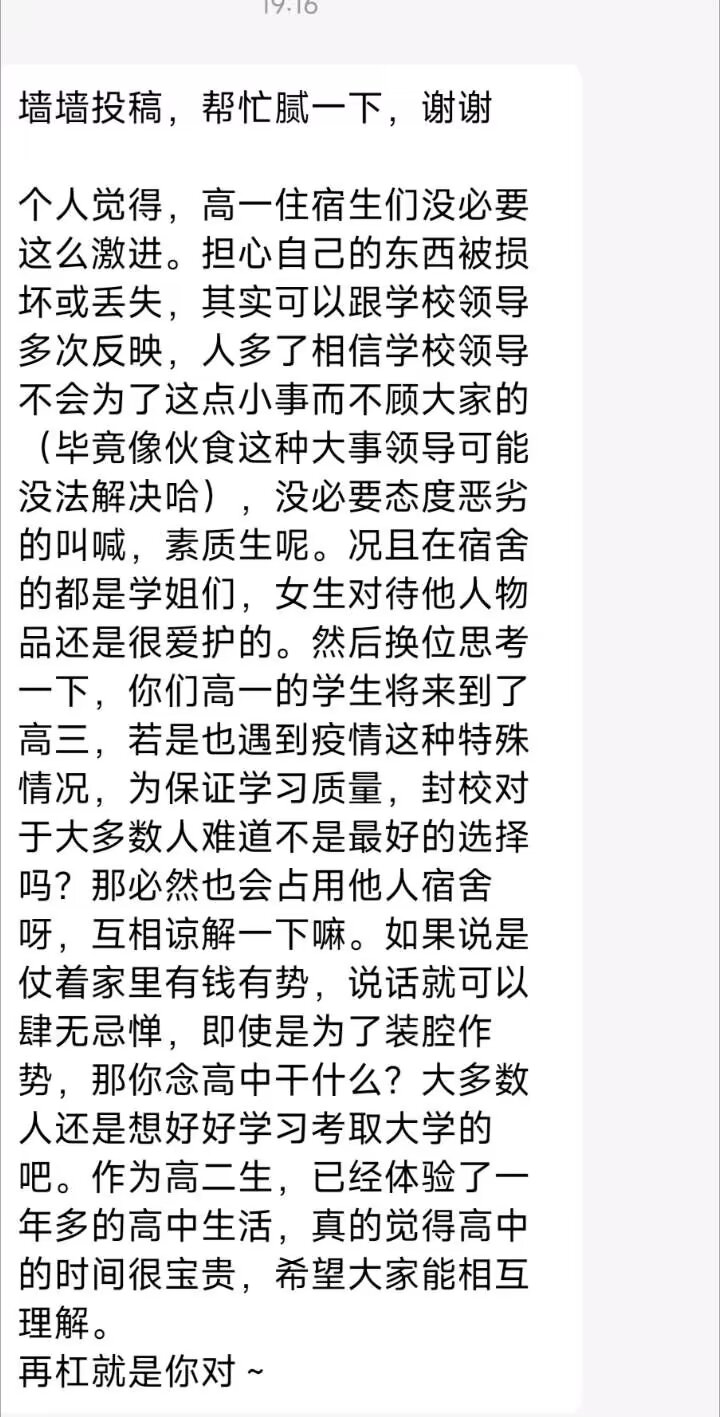 19:16
墙墙投稿，帮忙腻一下，谢谢
个人觉得，高一住宿生们没必要
这么激进。担心自己的东西被损
坏或丢失，其实可以跟学校领导
多次反映，人多了相信学校领导
不会为了这点小事而不顾大家的
（毕竟像伙食这种大事领导可能
没法解决哈），没必要态度恶劣
的叫喊，素质生呢。况且在宿舍
的都是学姐们，女生对待他人物
品还是很爱护的。然后换位思考
一下，你们高一的学生将来到了
高三，若是也遇到疫情这种特殊
情况，为保证学习质量，封校对
于大多数人难道不是最好的选择
吗？那必然也会占用他人宿舍
呀，互相谅解一下嘛。如果说是
仗着家里有钱有势，说话就可以
肆无忌惮，即使是为了装腔作
势，那你念高中干什么？大多数
人还是想好好学习考取大学的
吧。作为高二生，已经体验了一
年多的高中生活，真的觉得高中
的时间很宝贵，希望大家能相互
理解。
再杠就是你对～